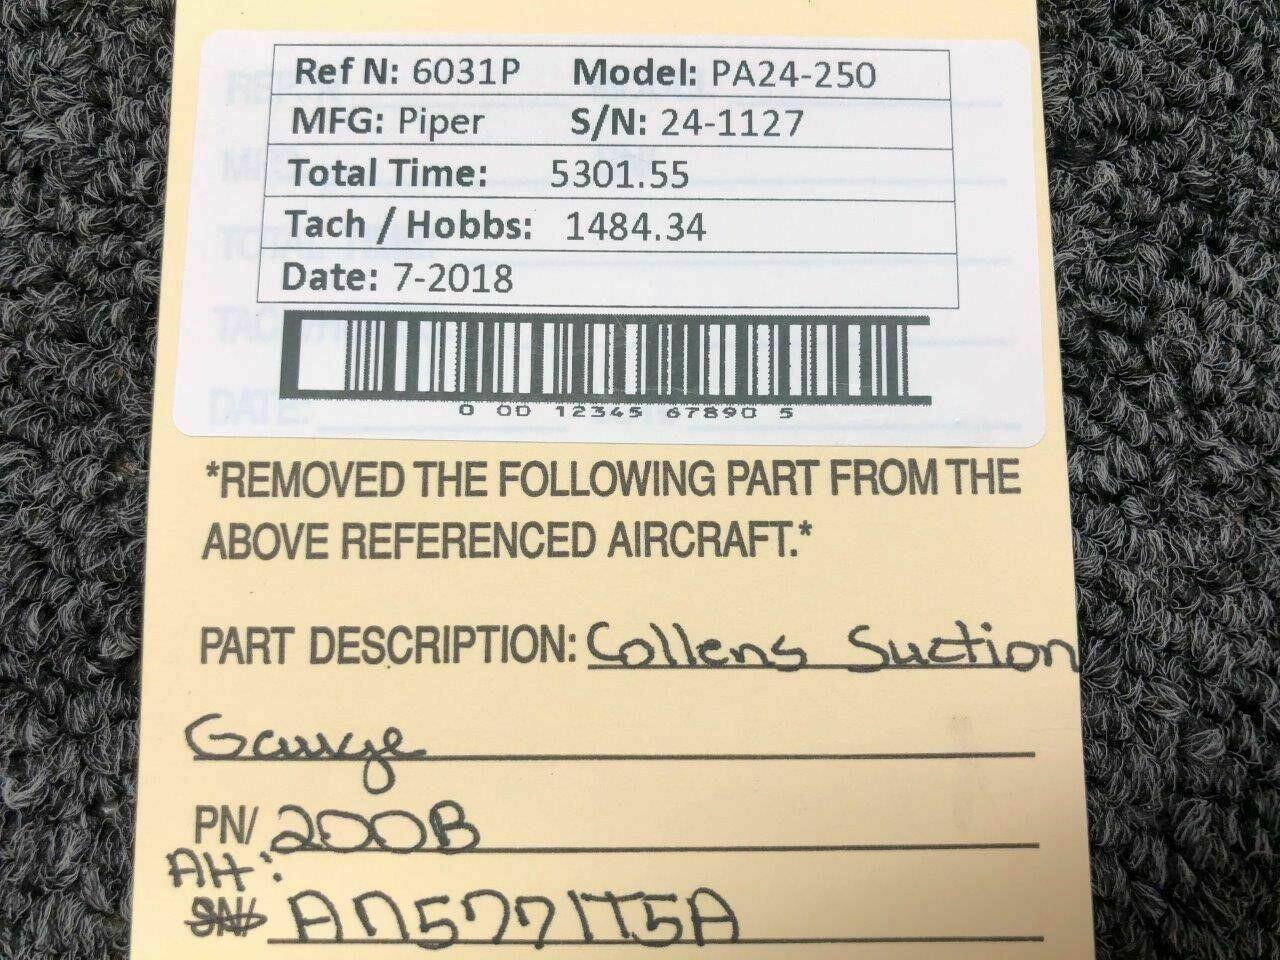 Ref N: 6031P Model: PA24-250
MFG: Piper S/N: 24-1127
Total Time: 5301.55
Tach / Hobbs: 1484.34
Date: 7-2018
0 00 12345 67890 5
*REMOVED THE FOLLOWING PART FROM THE
ABOVE REFERENCED AIRCRAFT.*
PART DESCRIPTION: Collens Suction
Gauge
PN/ 200B
Alt:
SN/ AN5771T5A